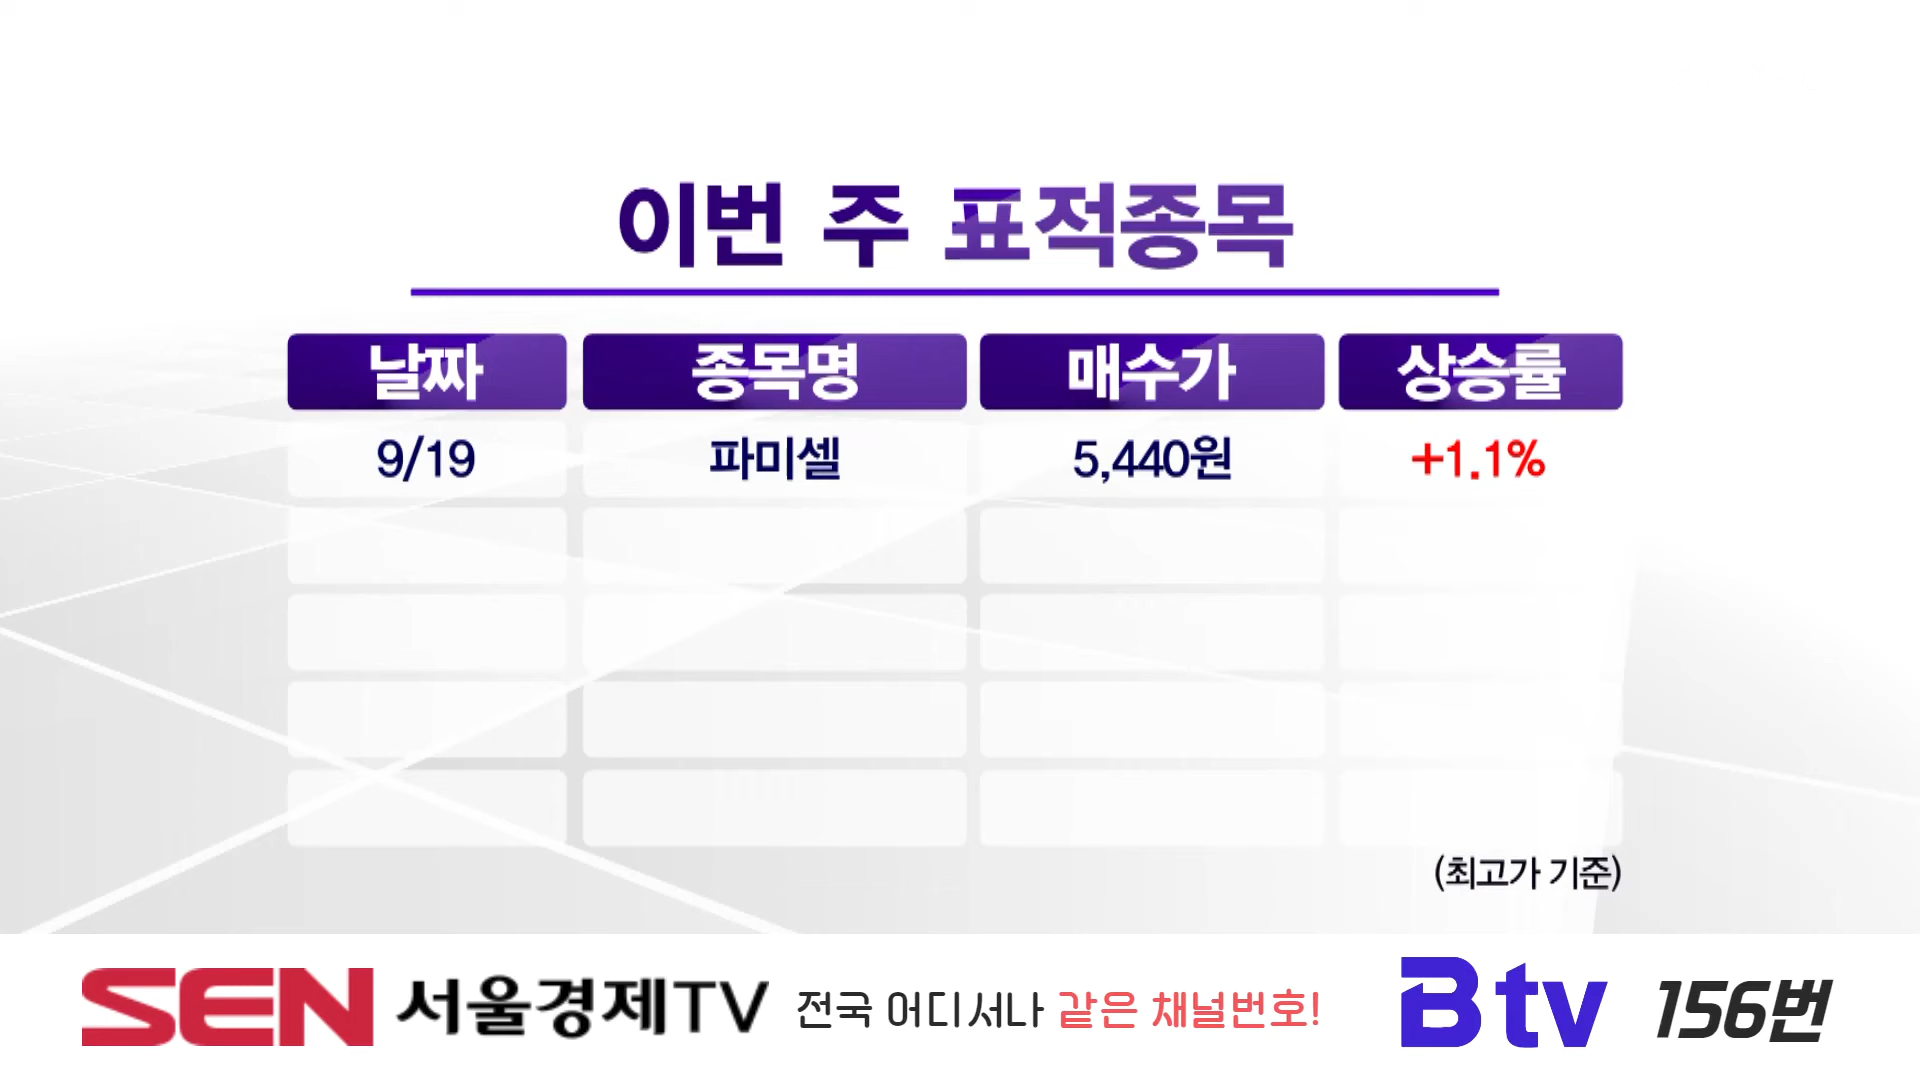 이번 주 표적종목
날짜 종목명 매수가 상승률
9/19 파미셀 5,440원 +1.1%
(최고가 기준)
SEN 서울경제TV 전국 어디서나 같은 채널번호! B tv 156번